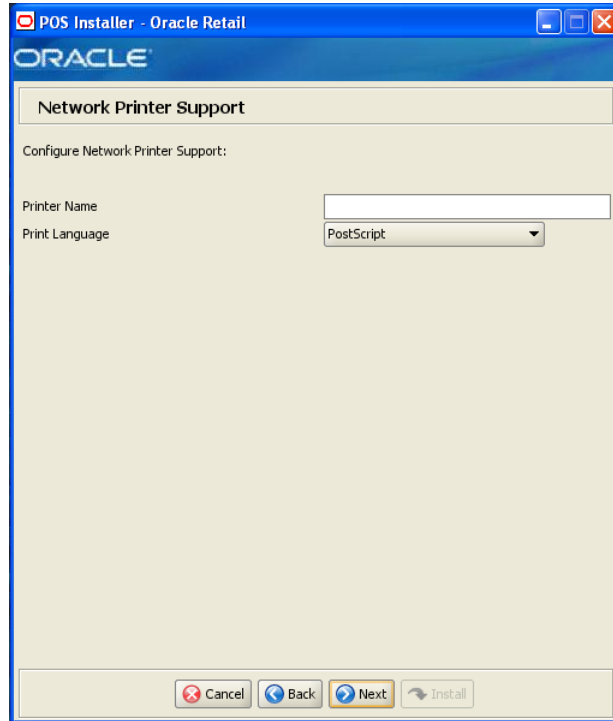 POS Installer - Oracle Retail
ORACLE
Network Printer Support
Configure Network Printer Support:
Printer Name
Print Language PostScript
Cancel Back Next Install